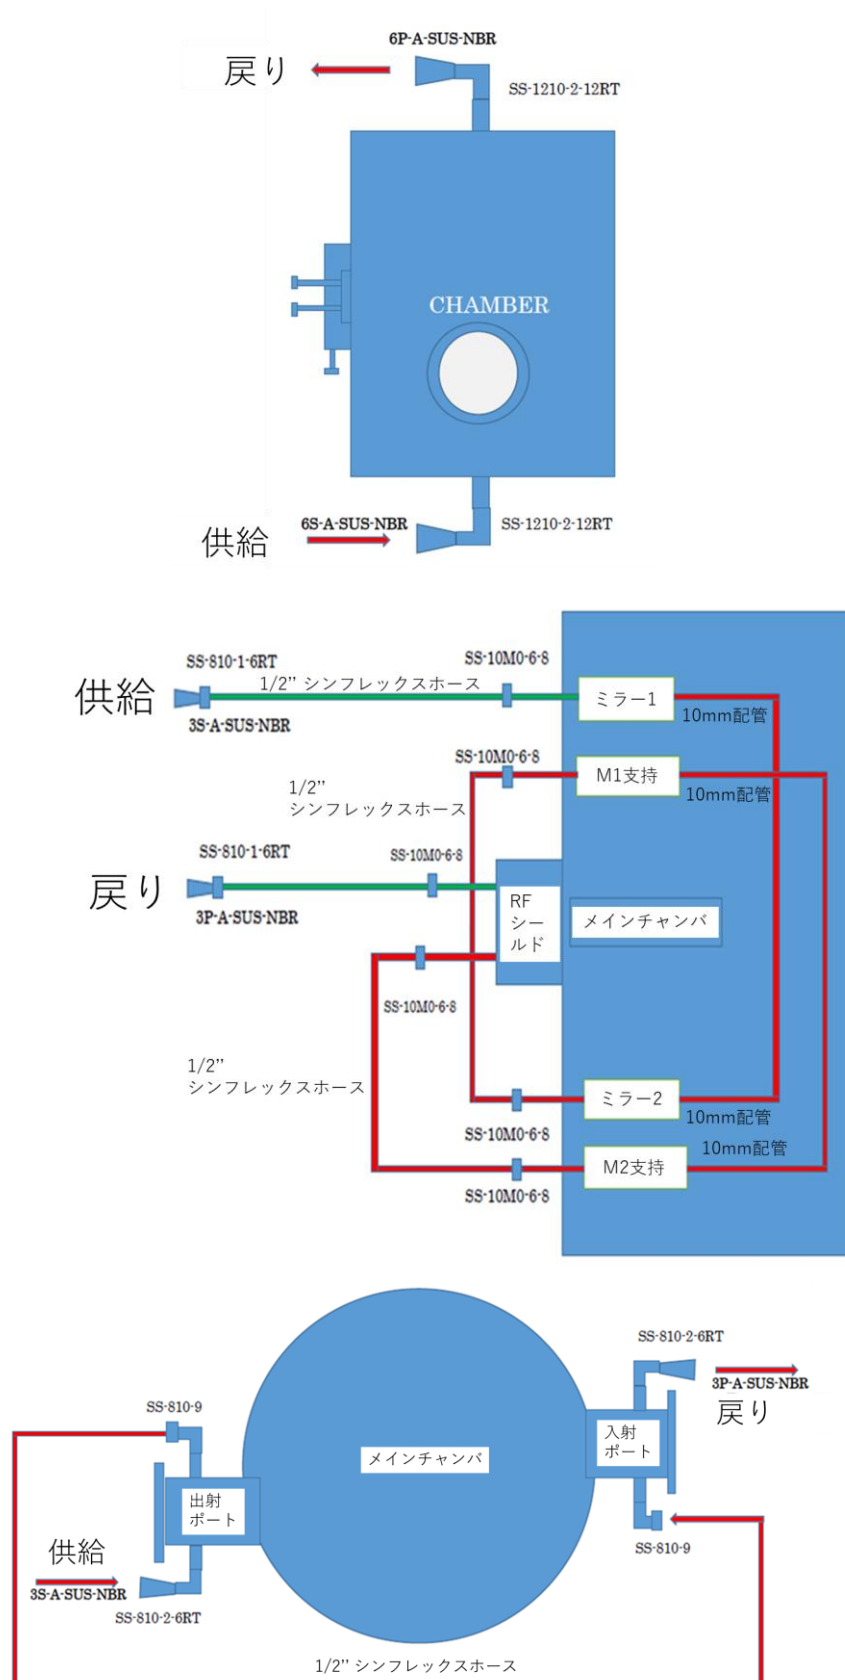 6P-A-SUS-NBR
戻り
SS-1210-2-12RT
CHAMBER
6S-A-SUS-NBR
SS-1210-2-12RT
供給
SS-810-1-6RT
SS-10M0-6-8
1/2’’ シンフレックスホース
供給
ミラー1
10mm配管
3S-A-SUS-NBR
SS-10M0-6-8
M1支持
1/2’’
シンフレックスホース
10mm配管
SS-810-1-6RT
SS-10M0-6-8
戻り
3P-A-SUS-NBR
RF
シー
ルド
メインチャンバ
SS-10M0-6-8
1/2’’
シンフレックスホース
ミラー2
10mm配管
SS-10M0-6-8
10mm配管
M2支持
SS-10M0-6-8
SS-810-2-6RT
3P-A-SUS-NBR
戻り
SS-810-9
入射
ポート
メインチャンバ
出射
ポート
供給
SS-810-9
3S-A-SUS-NBR
SS-810-2-6RT
1/2’’ シンフレックスホース